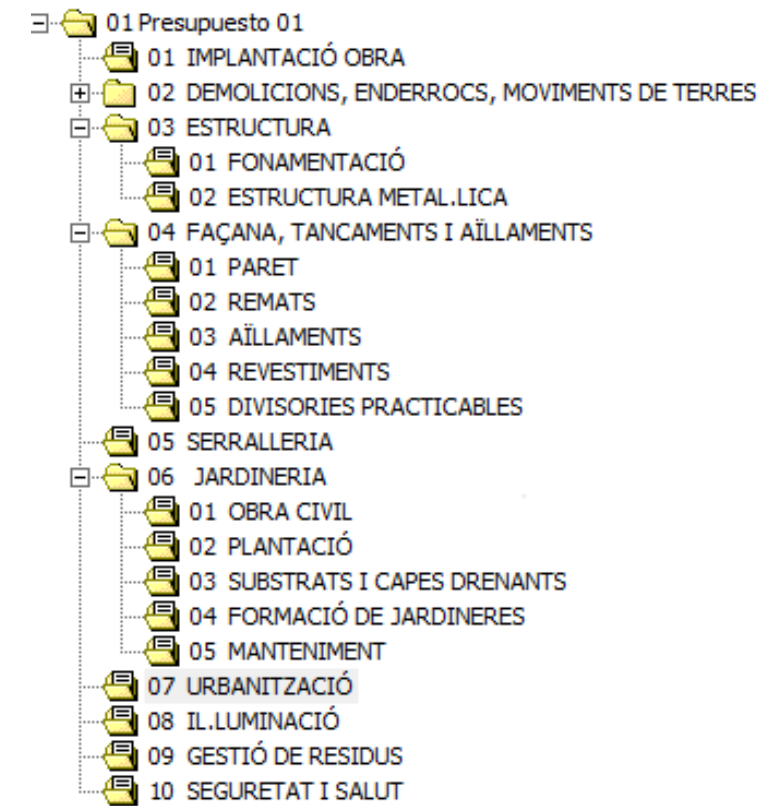 01 Presupuesto 01
01 IMPLANTACIÓ OBRA
02 DEMOLICIONS, ENDERROCS, MOVIMENTS DE TERRES
03 ESTRUCTURA
01 FONAMENTACIÓ
02 ESTRUCTURA METAL.LICA
04 FAÇANA, TANCAMENTS I AÏLLAMENTS
01 PARET
02 REMATS
03 AÏLLAMENTS
04 REVESTIMENTS
05 DIVISORIES PRACTICABLES
05 SERRALLERIA
06 JARDINERIA
01 OBRA CIVIL
02 PLANTACIÓ
03 SUBSTRATS I CAPES DRENANTS
04 FORMACIÓ DE JARDINERES
05 MANTENIMENT
07 URBANITZACIÓ
08 IL.LUMINACIÓ
09 GESTIÓ DE RESIDUS
10 SEGURETAT I SALUT